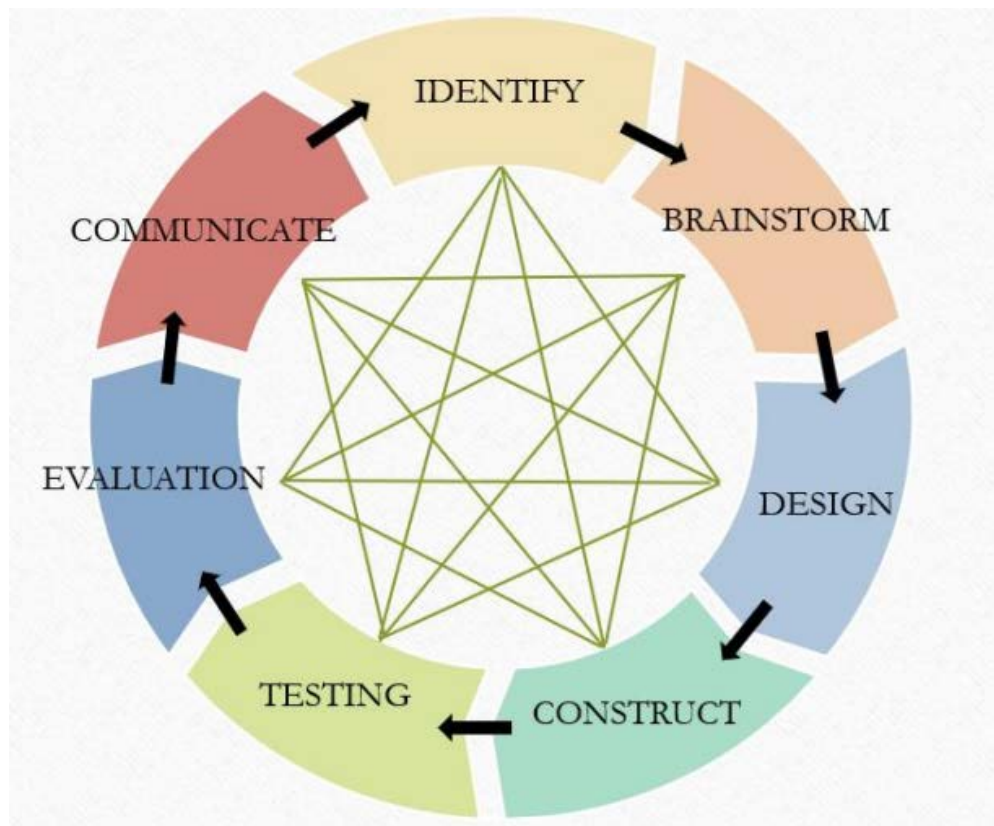 IDENTIFY
BRAINSTORM
DESIGN
CONSTRUCT
TESTING
EVALUATION
COMMUNICATE